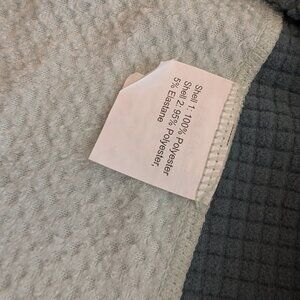 Shell 1: 100% Polyester
Shell 2: 95% Polyester,
5% Elastane